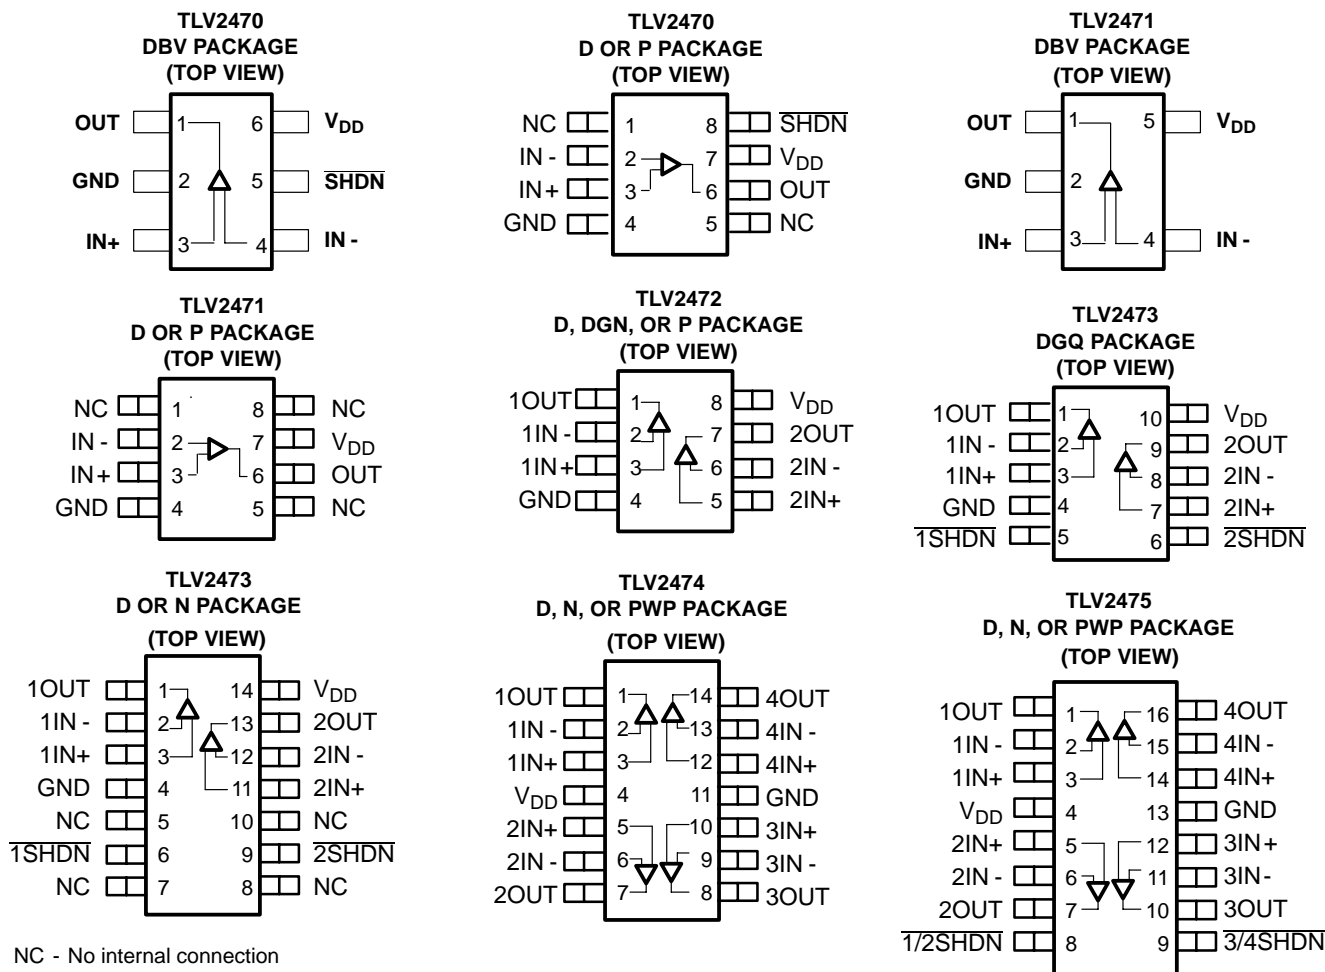 TLV2470
DBV PACKAGE
(TOP VIEW)
OUT 1 6 VDD
GND 2 5 SHDN
IN+ 3 4 IN -
TLV2470
D OR P PACKAGE
(TOP VIEW)
NC 1 8 SHDN
IN - 2 7 VDD
IN+ 3 6 OUT
GND 4 5 NC
TLV2471
DBV PACKAGE
(TOP VIEW)
OUT 1 5 VDD
GND 2
IN+ 3 4 IN -
TLV2471
D OR P PACKAGE
(TOP VIEW)
NC 1 8 NC
IN - 2 7 VDD
IN+ 3 6 OUT
GND 4 5 NC
TLV2472
D, DGN, OR P PACKAGE
(TOP VIEW)
1OUT 1 8 VDD
1IN - 2 7 2OUT
1IN+ 3 6 2IN -
GND 4 5 2IN+
TLV2473
DGQ PACKAGE
(TOP VIEW)
1OUT 1 10 VDD
1IN - 2 9 2OUT
1IN+ 3 8 2IN -
GND 4 7 2IN+
1SHDN 5 6 2SHDN
TLV2473
D OR N PACKAGE
(TOP VIEW)
1OUT 1 14 VDD
1IN - 2 13 2OUT
1IN+ 3 12 2IN -
GND 4 11 2IN+
NC 5 10 NC
1SHDN 6 9 2SHDN
NC 7 8 NC
TLV2474
D, N, OR PWP PACKAGE
(TOP VIEW)
1OUT 1 14 4OUT
1IN - 2 13 4IN -
1IN+ 3 12 4IN+
VDD 4 11 GND
2IN+ 5 10 3IN+
2IN - 6 9 3IN -
2OUT 7 8 3OUT
TLV2475
D, N, OR PWP PACKAGE
(TOP VIEW)
1OUT 1 16 4OUT
1IN - 2 15 4IN -
1IN+ 3 14 4IN+
VDD 4 13 GND
2IN+ 5 12 3IN+
2IN - 6 11 3IN -
2OUT 7 10 3OUT
1/2SHDN 8 9 3/4SHDN
NC - No internal connection